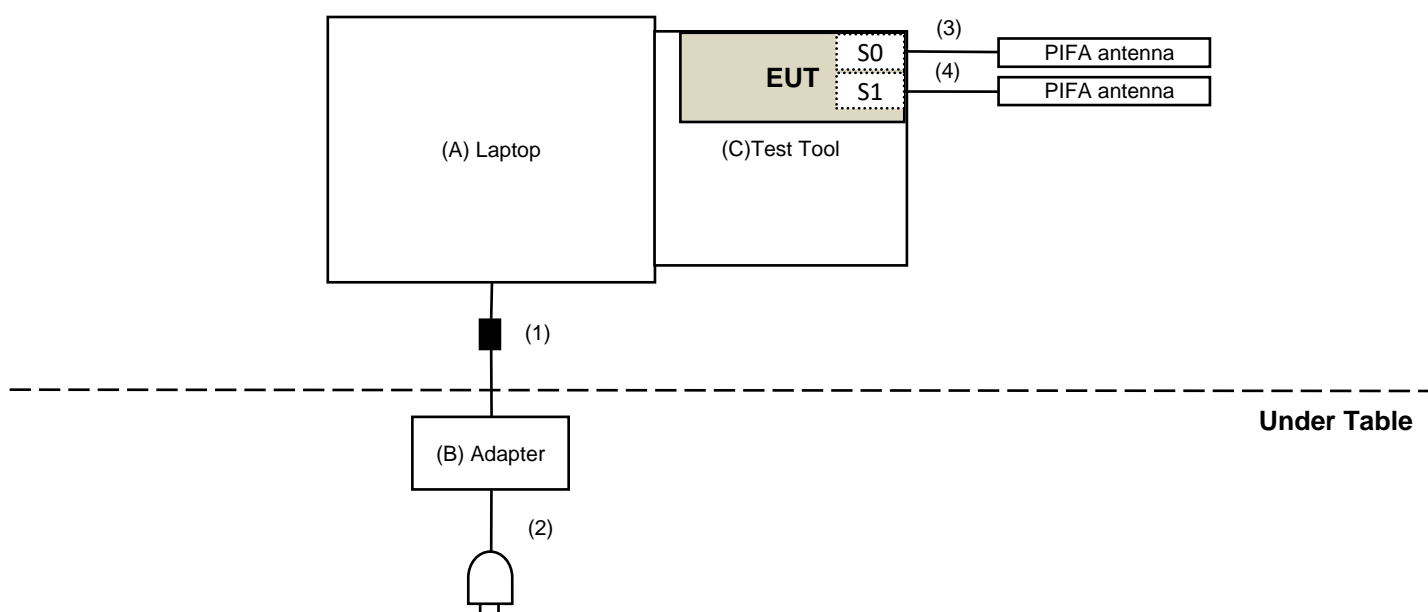 (3)
S0
PIFA antenna
EUT
(4)
S1
PIFA antenna
(A) Laptop
(C)Test Tool
(1)
Under Table
(B) Adapter
(2)